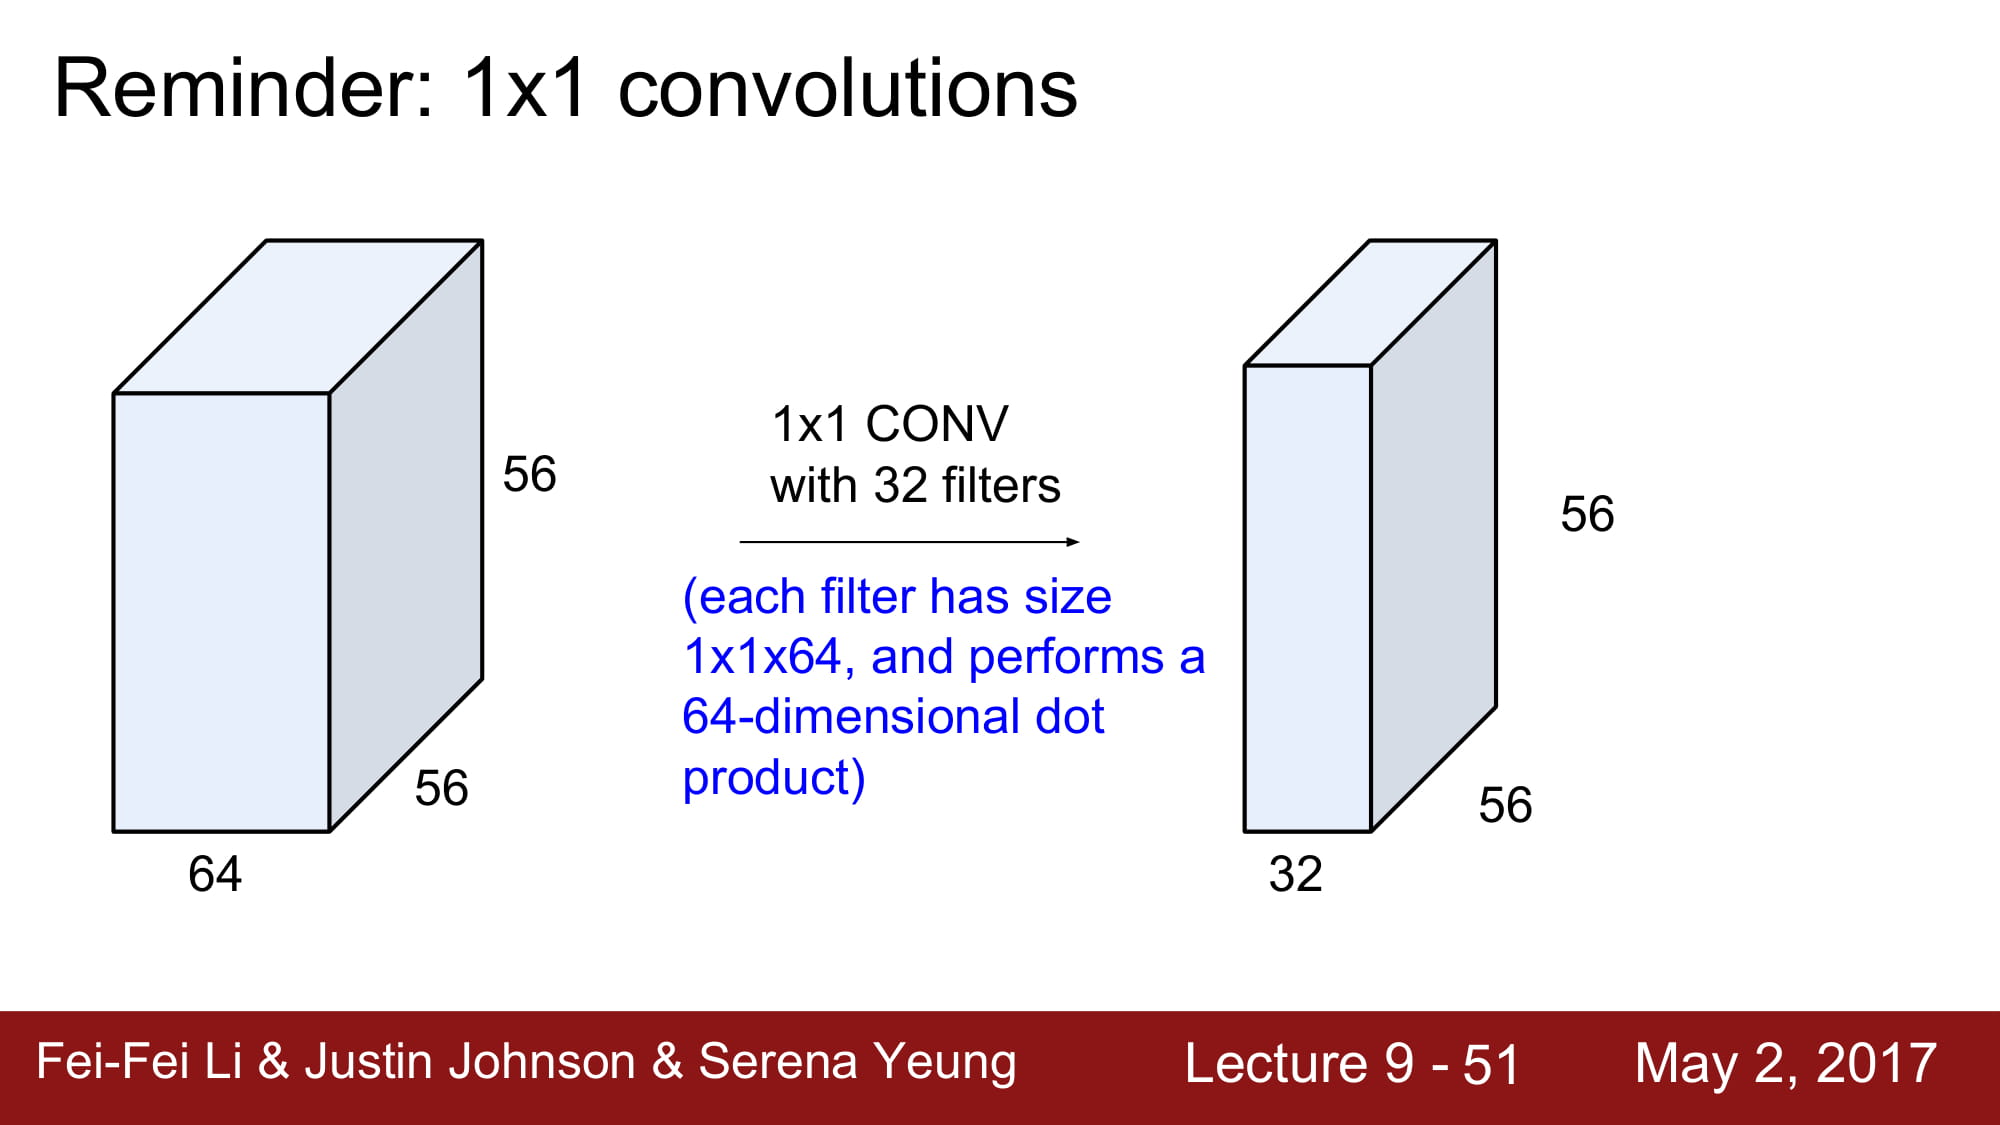 Reminder: 1x1 convolutions
56
56
64
1x1 CONV
with 32 filters
(each filter has size
1x1x64, and performs a
64-dimensional dot
product)
56
56
32
Fei-Fei Li & Justin Johnson & Serena Yeung
Lecture 9 - 51
May 2, 2017